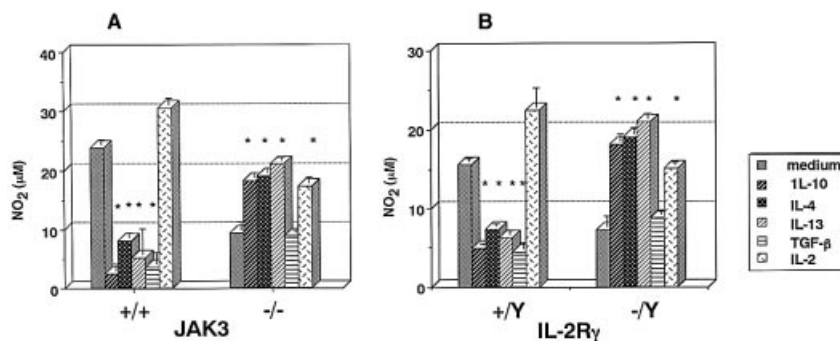 A
B
NO2 (µM)
40
30
20
10
0
* * * *
* * * *
+/+
-/-
JAK3
NO2 (µM)
30
20
10
0
* * * *
* * * *
+/Y
-/Y
IL-2Rγ
medium
1L-10
IL-4
IL-13
TGF-β
IL-2